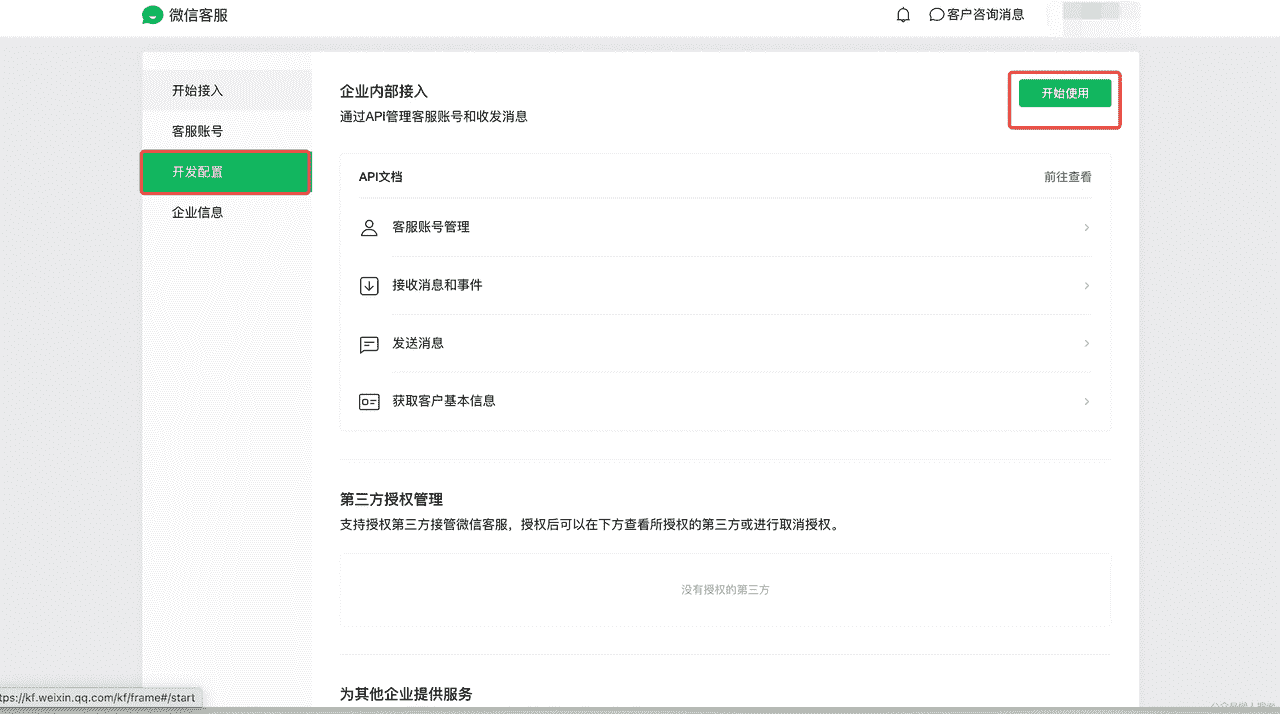 微信客服
客户咨询消息
开始接入
客服账号
开发配置
企业信息
企业内部接入
开始使用
通过API管理客服账号和收发消息
API文档
前往查看
客服账号管理
接收消息和事件
发送消息
获取客户基本信息
第三方授权管理
支持授权第三方接管微信客服，授权后可以在下方查看所授权的第三方或进行取消授权。
没有授权的第三方
为其他企业提供服务
tps://kf.weixin.qq.com/kf/frame#/start